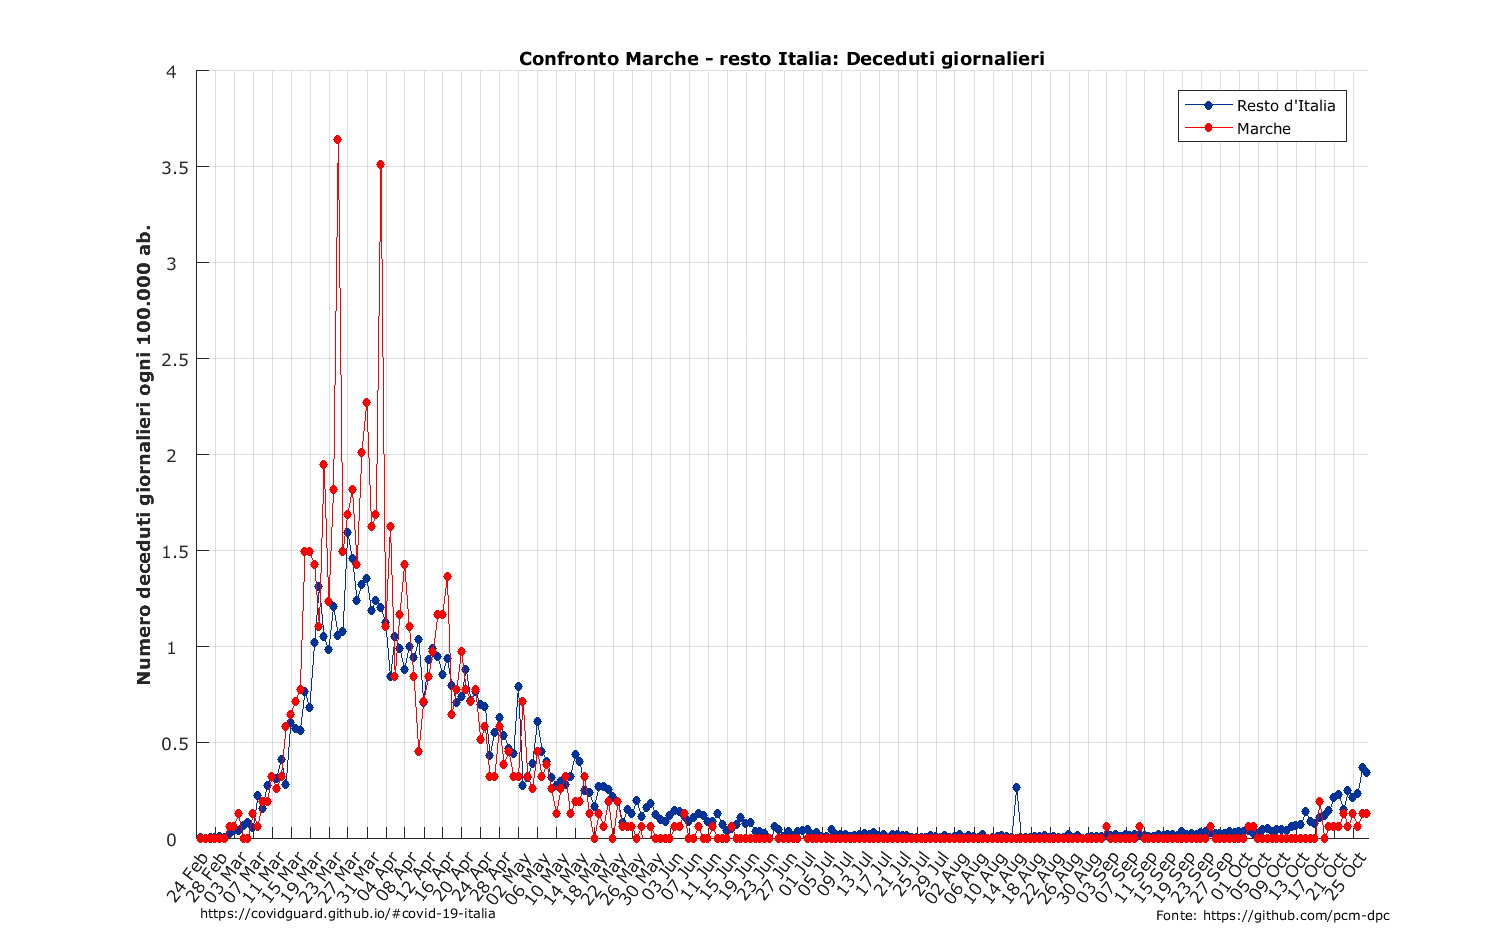 Confronto Marche - resto Italia: Deceduti giornalieri
Resto d'Italia
Marche
Numero deceduti giornalieri ogni 100.000 ab.
4
3.5
3
2.5
2
1.5
1
0.5
0
24 Feb
28 Feb
03 Mar
07 Mar
11 Mar
15 Mar
19 Mar
23 Mar
27 Mar
31 Mar
04 Apr
08 Apr
12 Apr
16 Apr
20 Apr
24 Apr
28 Apr
02 May
06 May
10 May
14 May
18 May
22 May
26 May
30 May
03 Jun
07 Jun
11 Jun
15 Jun
19 Jun
23 Jun
27 Jun
01 Jul
05 Jul
09 Jul
13 Jul
17 Jul
21 Jul
25 Jul
29 Jul
02 Aug
06 Aug
10 Aug
14 Aug
18 Aug
22 Aug
26 Aug
30 Aug
03 Sep
07 Sep
11 Sep
15 Sep
19 Sep
23 Sep
27 Sep
01 Oct
05 Oct
09 Oct
13 Oct
17 Oct
21 Oct
25 Oct
https://covidguard.github.io/#covid-19-italia
Fonte: https://github.com/pcm-dpc